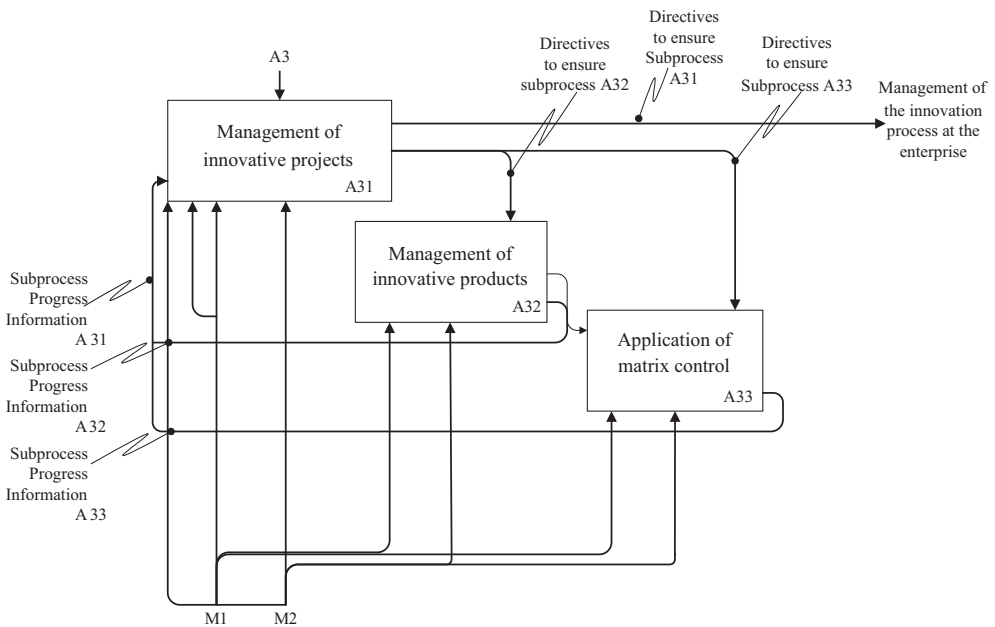 Directives
to ensure
Subprocess
A31
Directives
to ensure
subprocess A32
Directives
to ensure
Subprocess A33
A3
Management of
the innovation
process at the
enterprise
Management of
innovative projects
A31
Management of
innovative products
A32
Application of
matrix control
A33
Subprocess
Progress
Information
A 31
Subprocess
Progress
Information
A32
Subprocess
Progress
Information
A 33
M1
M2